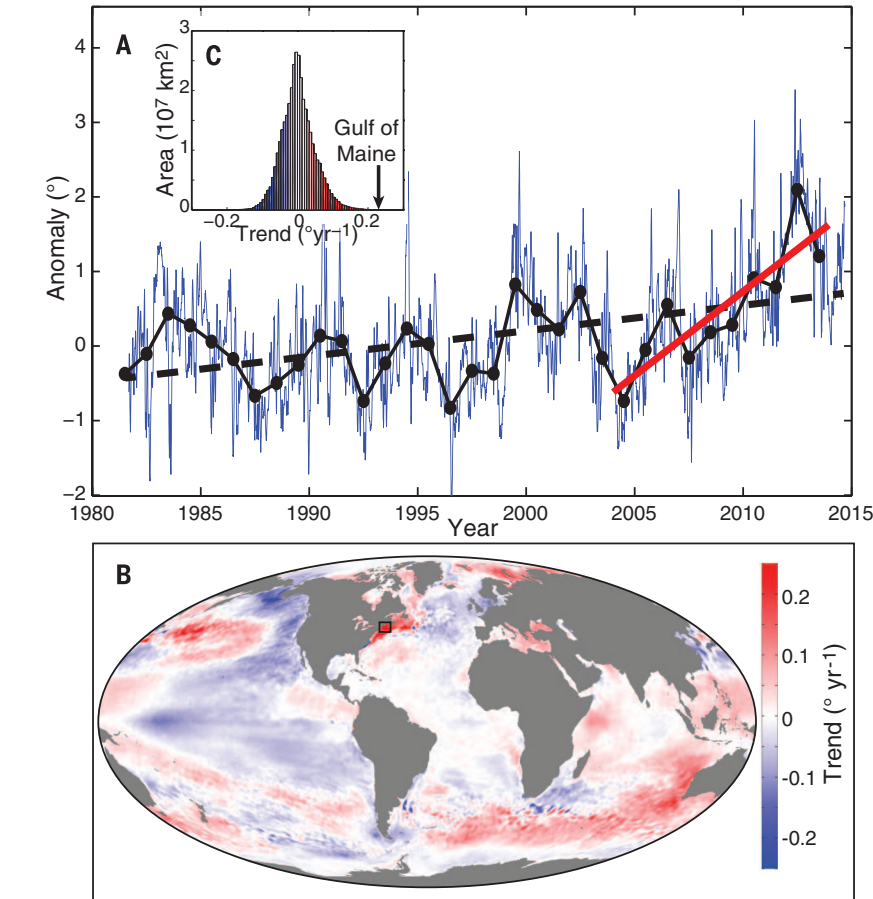 A
C
Area (10⁷ km²)
3
2
1
0
−0.2
0
0.2
Trend (°yr⁻¹)
Gulf of
Maine
Anomaly (°)
4
3
2
1
0
−1
−2
1980
1985
1990
1995
2000
2005
2010
2015
Year
B
0.2
0.1
0
-0.1
-0.2
Trend (° yr⁻¹)